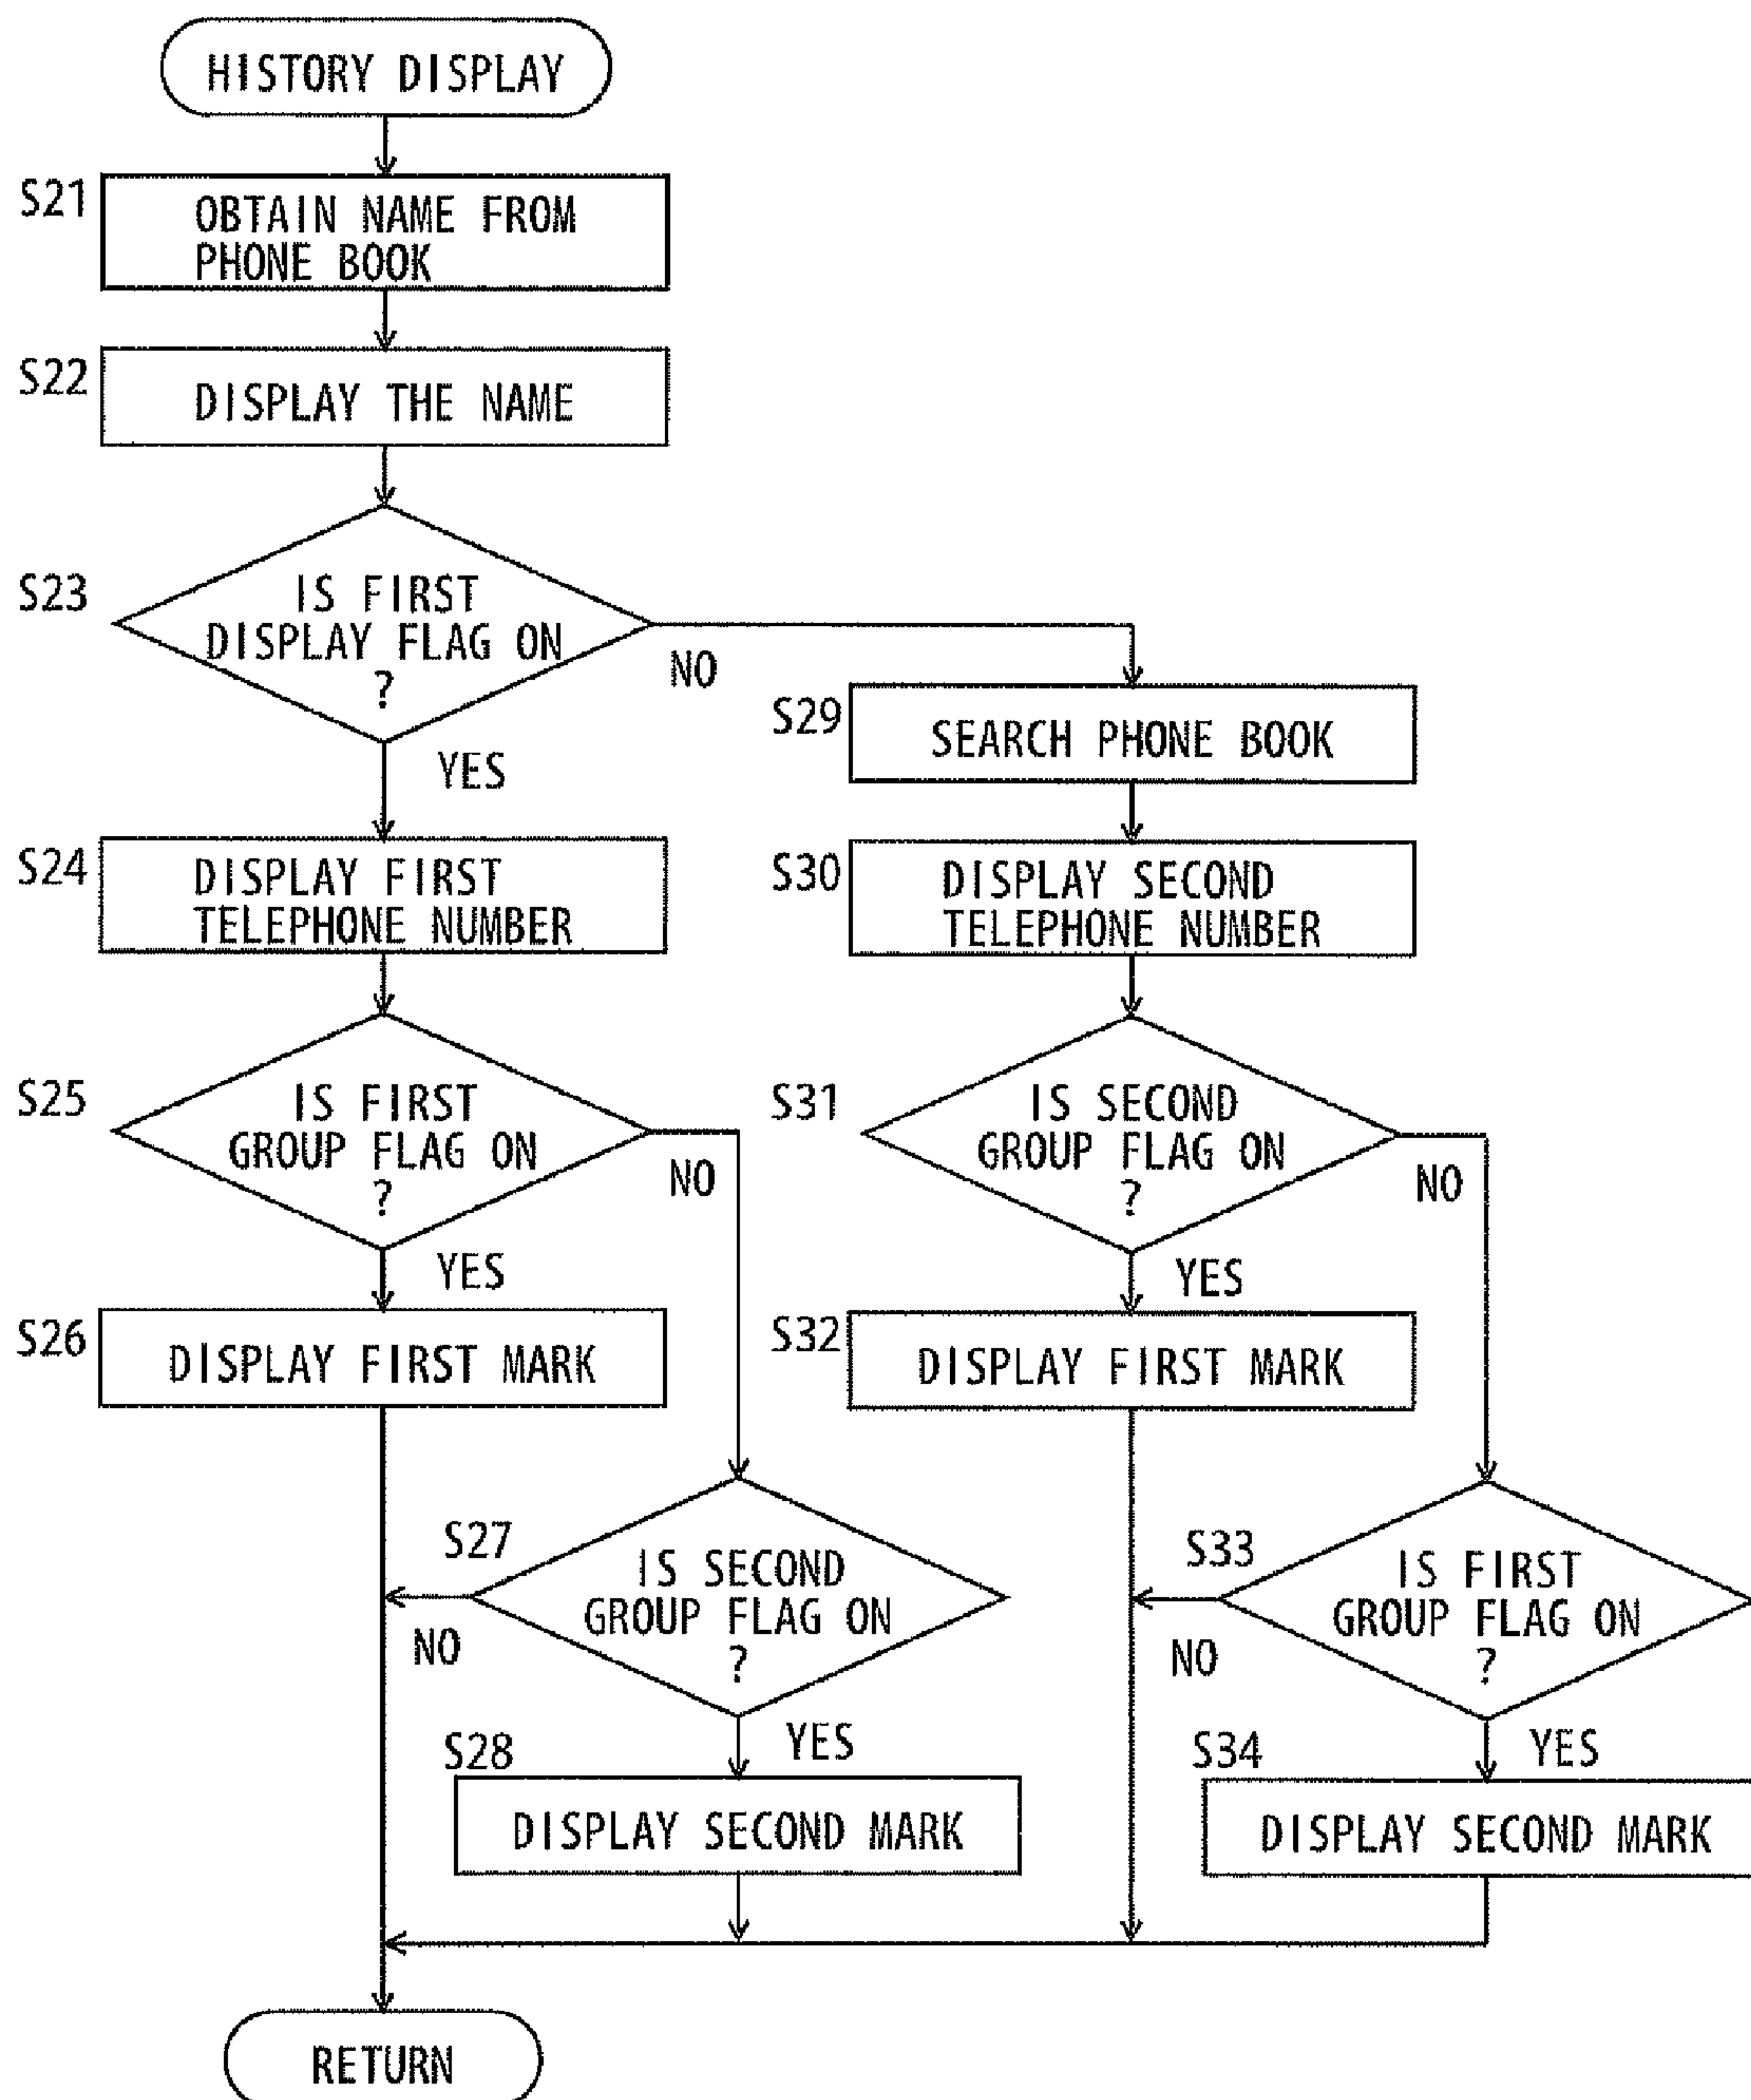 HISTORY DISPLAY
S21
OBTAIN NAME FROM
PHONE BOOK
S22
DISPLAY THE NAME
S23
IS FIRST
DISPLAY FLAG ON
?
NO
YES
S29
SEARCH PHONE BOOK
S24
DISPLAY FIRST
TELEPHONE NUMBER
S30
DISPLAY SECOND
TELEPHONE NUMBER
S25
IS FIRST
GROUP FLAG ON
?
NO
YES
S31
IS SECOND
GROUP FLAG ON
?
NO
YES
S26
DISPLAY FIRST MARK
S32
DISPLAY FIRST MARK
S27
IS SECOND
GROUP FLAG ON
?
NO
YES
S33
IS FIRST
GROUP FLAG ON
?
NO
YES
S28
DISPLAY SECOND MARK
S34
DISPLAY SECOND MARK
RETURN